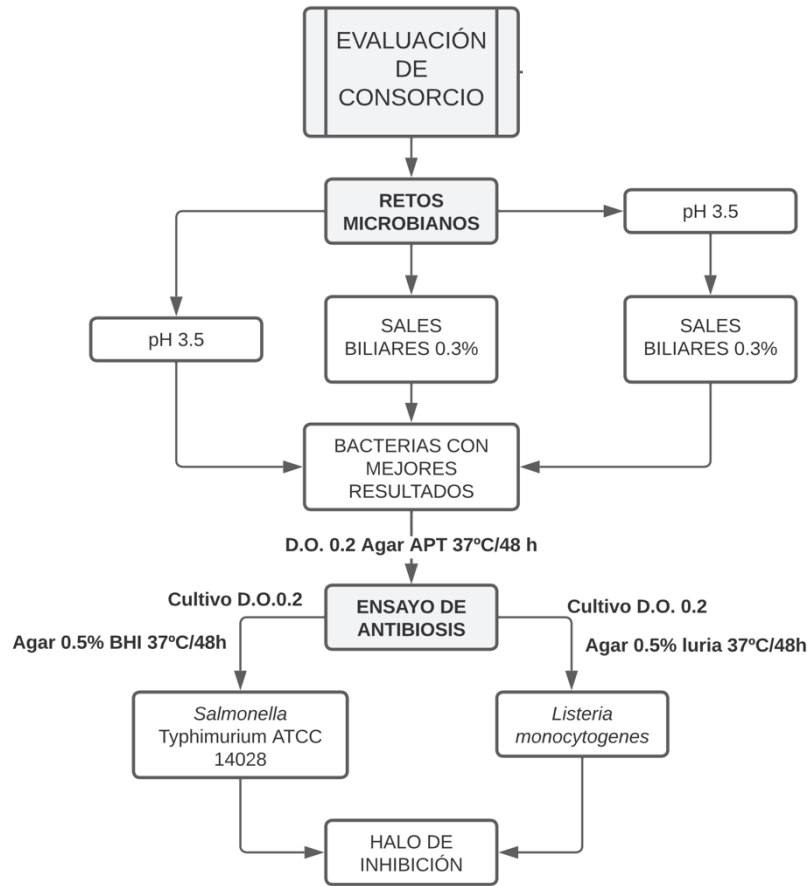 EVALUACIÓN
DE
CONSORCIO
RETOS
MICROBIANOS
pH 3.5
pH 3.5
SALES
BILIARES 0.3%
SALES
BILIARES 0.3%
BACTERIAS CON
MEJORES
RESULTADOS
D.O. 0.2 Agar APT 37ºC/48 h
Cultivo D.O.0.2
Agar 0.5% BHI 37ºC/48h
ENSAYO DE
ANTIBIOSIS
Cultivo D.O. 0.2
Agar 0.5% luria 37ºC/48h
Salmonella
Typhimurium ATCC
14028
Listeria
monocytogenes
HALO DE
INHIBICIÓN